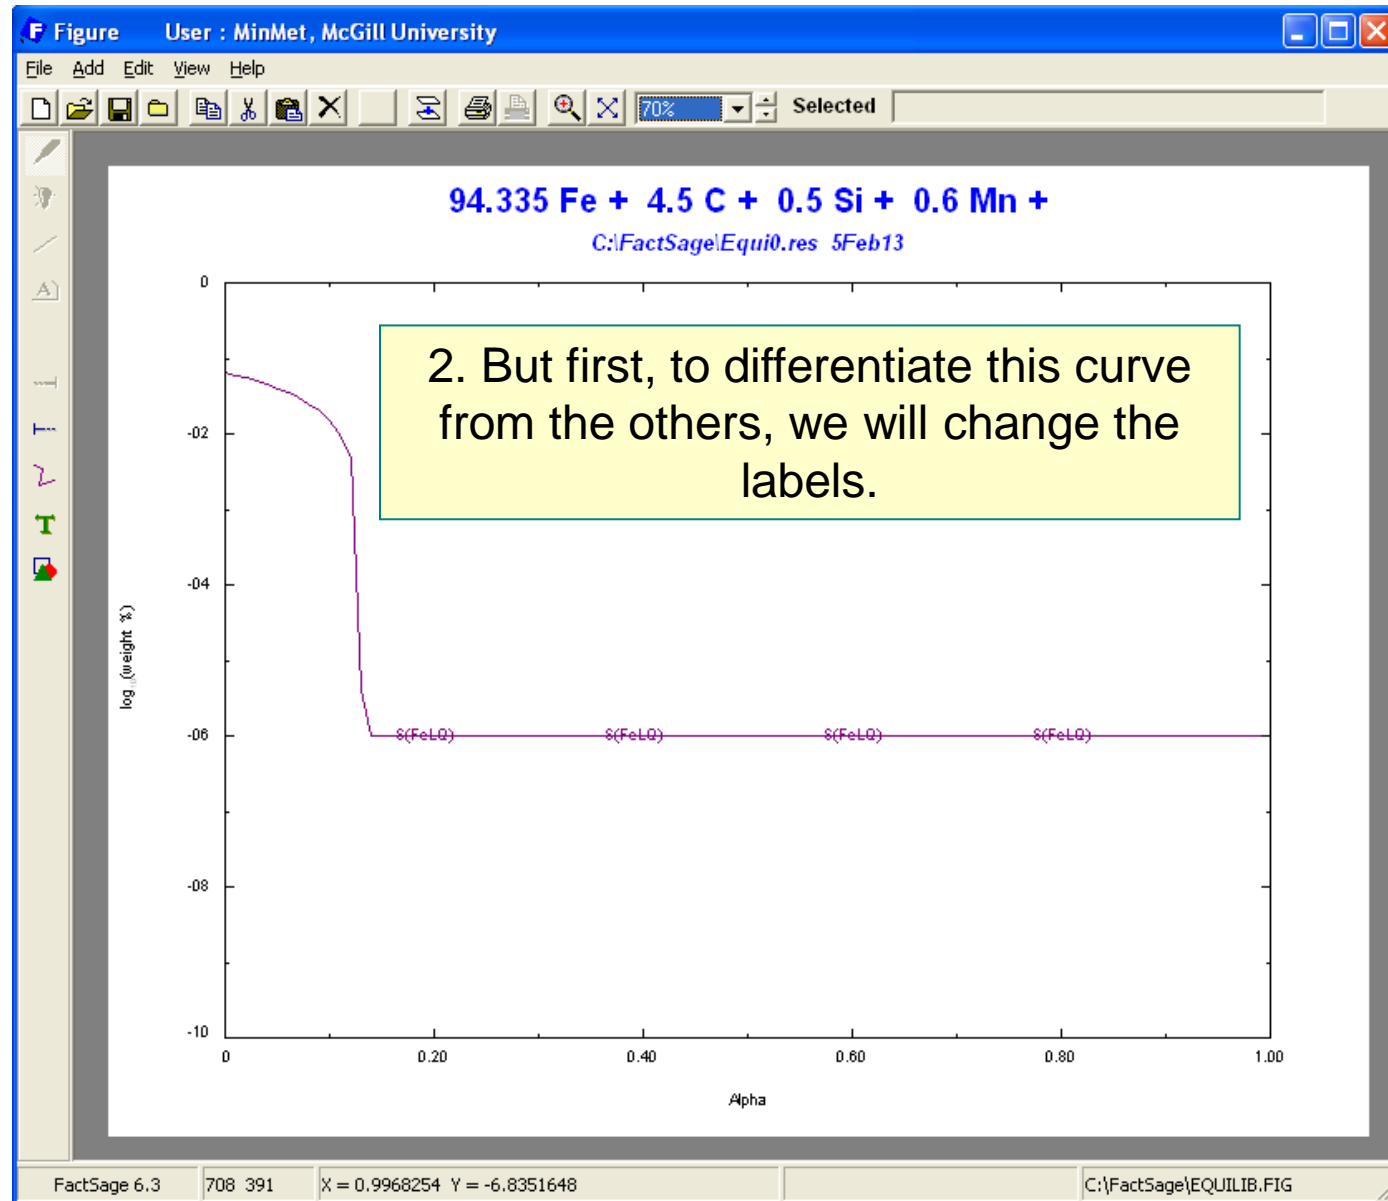 Figure User : MinMet, McGill University
File Add Edit View Help
70% Selected
94.335 Fe + 4.5 C + 0.5 Si + 0.6 Mn +
C:\FactSage\Equi0.res 5Feb13
2. But first, to differentiate this curve
from the others, we will change the
labels.
0
-02
-04
-06
-08
-10
log10(weight %)
S(FeLQ) S(FeLQ) S(FeLQ) S(FeLQ)
0 0.20 0.40 0.60 0.80 1.00
Alpha
FactSage 6.3 708 391 X = 0.9968254 Y = -6.8351648 C:\FactSage\EQUILIB.FIG